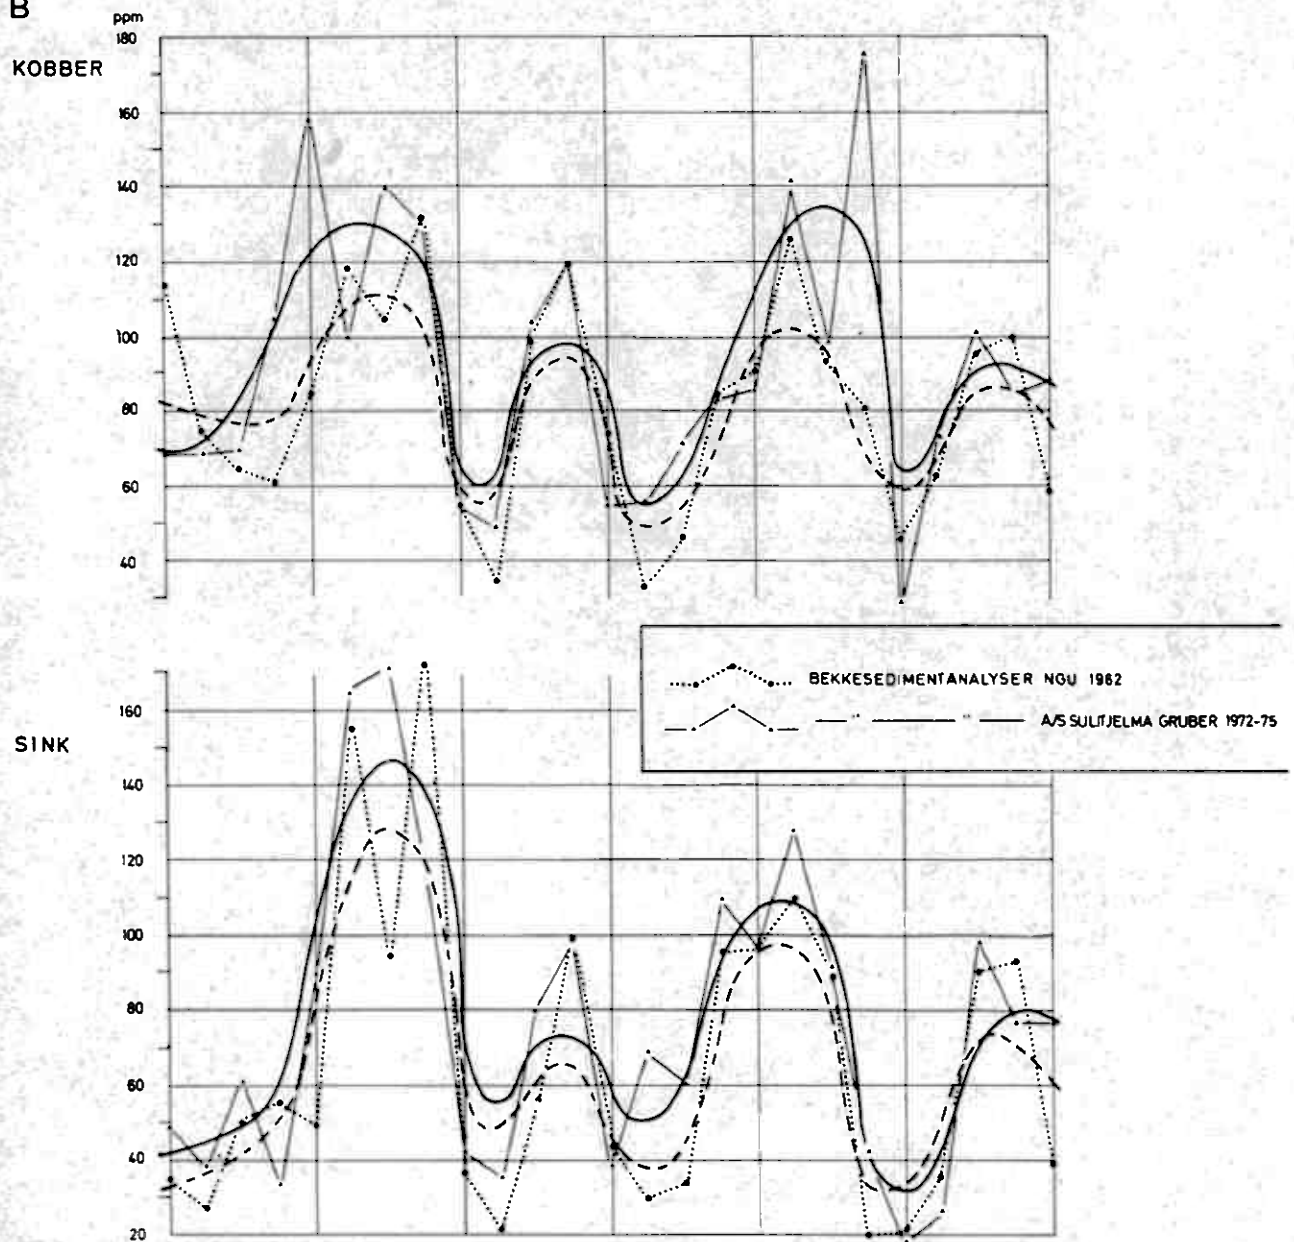 B
ppm
KOBBER
180
160
140
120
100
80
60
40
BEKKESEDIMENTANALYSER NGU 1962
— " — " — A/S SULITJELMA GRUBER 1972-75
SINK
160
140
120
100
80
60
40
20